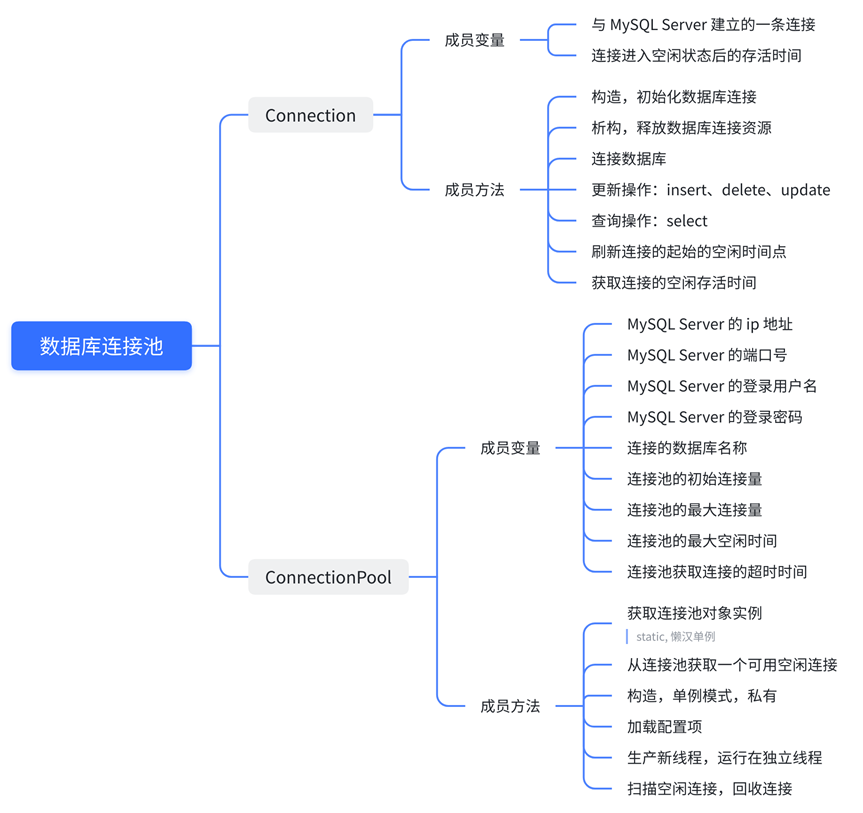 数据库连接池
Connection
成员变量
与 MySQL Server 建立的一条连接
连接进入空闲状态后的存活时间
成员方法
构造，初始化数据库连接
析构，释放数据库连接资源
连接数据库
更新操作：insert、delete、update
查询操作：select
刷新连接的起始的空闲时间点
获取连接的空闲存活时间
ConnectionPool
成员变量
MySQL Server 的 ip 地址
MySQL Server 的端口号
MySQL Server 的登录用户名
MySQL Server 的登录密码
连接的数据库名称
连接池的初始连接量
连接池的最大连接量
连接池的最大空闲时间
连接池获取连接的超时时间
成员方法
获取连接池对象实例
static, 懒汉单例
从连接池获取一个可用空闲连接
构造，单例模式，私有
加载配置项
生产新线程，运行在独立线程
扫描空闲连接，回收连接